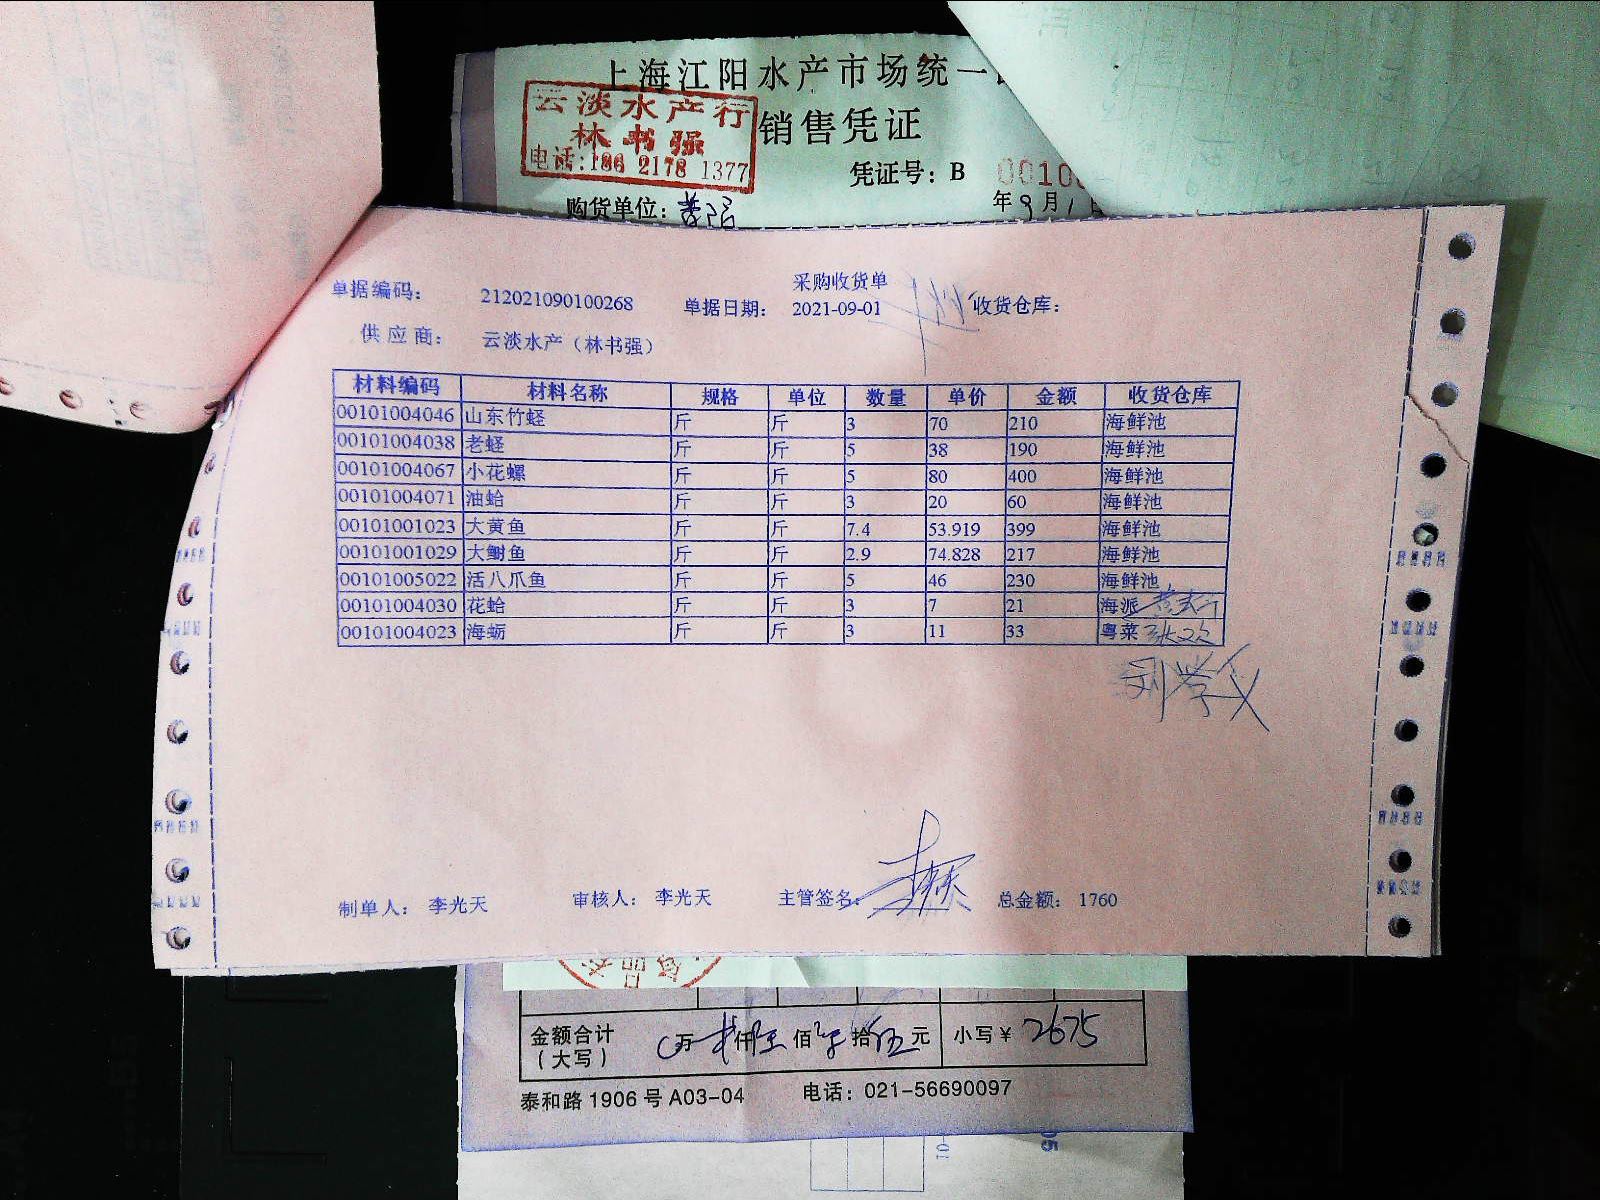 上海江阳水产市场统一
云淡水产行
林书强
电话:186 2178 1377
销售凭证
凭证号：B 0010
购货单位：
年9月1日
采购收货单
单据编码： 212021090100268 单据日期： 2021-09-01 收货仓库：
供应商： 云淡水产（林书强）
材料编码 材料名称 规格 单位 数量 单价 金额 收货仓库
00101004046 山东竹蛏 斤 斤 3 70 210 海鲜池
00101004038 老蛏 斤 斤 5 38 190 海鲜池
00101004067 小花螺 斤 斤 5 80 400 海鲜池
00101004071 油蛤 斤 斤 3 20 60 海鲜池
00101001023 大黄鱼 斤 斤 7.4 53.919 399 海鲜池
00101001029 大鲥鱼 斤 斤 2.9 74.828 217 海鲜池
00101005022 活八爪鱼 斤 斤 5 46 230 海鲜池
00101004030 花蛤 斤 斤 3 7 21 海派
00101004023 海蛎 斤 斤 3 11 33 粤菜
制单人： 李光天 审核人： 李光天 主管签名： 总金额： 1760
金额合计 万 仟 佰 拾 伍 元 小写￥ 2675
（大写）
泰和路1906号A03-04 电话：021-56690097